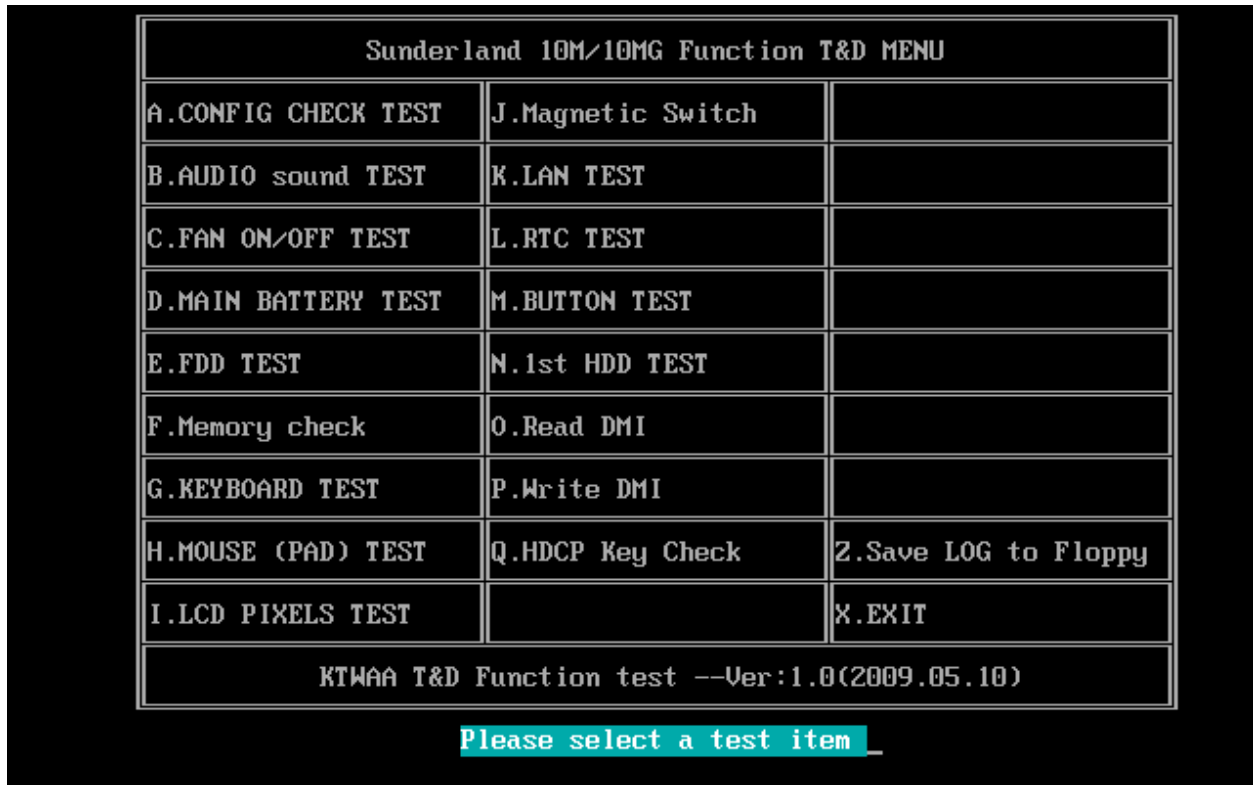 Sunderland 10M/10MG Function T&D MENU
A.CONFIG CHECK TEST J.Magnetic Switch
B.AUDIO sound TEST K.LAN TEST
C.FAN ON/OFF TEST L.RTC TEST
D.MAIN BATTERY TEST M.BUTTON TEST
E.FDD TEST N.1st HDD TEST
F.Memory check O.Read DMI
G.KEYBOARD TEST P.Write DMI
H.MOUSE (PAD) TEST Q.HDCP Key Check Z.Save LOG to Floppy
I.LCD PIXELS TEST X.EXIT
KTWAA T&D Function test --Ver:1.0(2009.05.10)
Please select a test item _